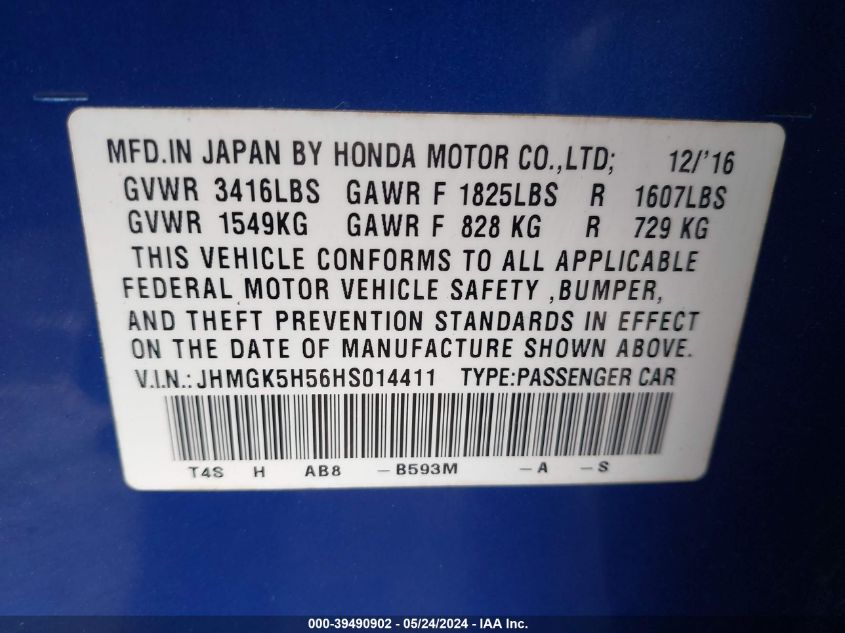 MFD.IN JAPAN BY HONDA MOTOR CO.,LTD; 12/'16
GVWR 3416LBS GAWR F 1825LBS R 1607LBS
GVWR 1549KG GAWR F 828 KG R 729 KG
THIS VEHICLE CONFORMS TO ALL APPLICABLE
FEDERAL MOTOR VEHICLE SAFETY ,BUMPER,
AND THEFT PREVENTION STANDARDS IN EFFECT
ON THE DATE OF MANUFACTURE SHOWN ABOVE.
V.I.N.: JHMGK5H56HS014411 TYPE:PASSENGER CAR
T4S H AB8 -B593M -A -S
000-39490902 - 05/24/2024 - IAA Inc.